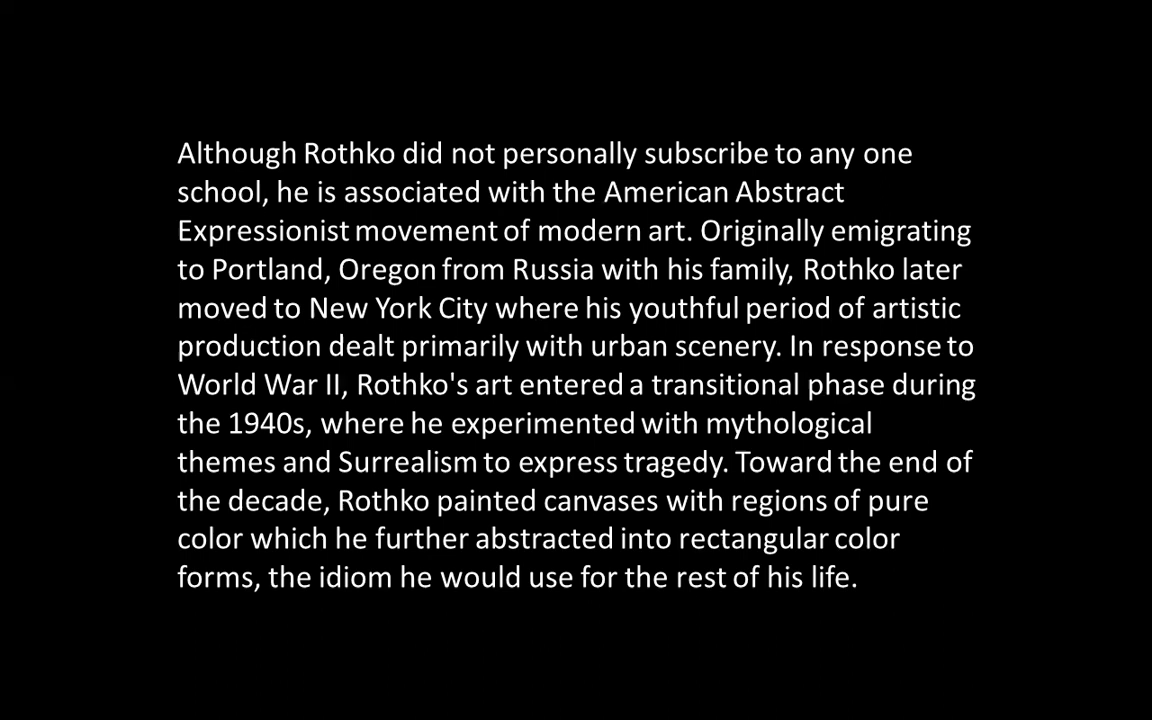 Although Rothko did not personally subscribe to any one
school, he is associated with the American Abstract
Expressionist movement of modern art. Originally emigrating
to Portland, Oregon from Russia with his family, Rothko later
moved to New York City where his youthful period of artistic
production dealt primarily with urban scenery. In response to
World War II, Rothko's art entered a transitional phase during
the 1940s, where he experimented with mythological
themes and Surrealism to express tragedy. Toward the end of
the decade, Rothko painted canvases with regions of pure
color which he further abstracted into rectangular color
forms, the idiom he would use for the rest of his life.